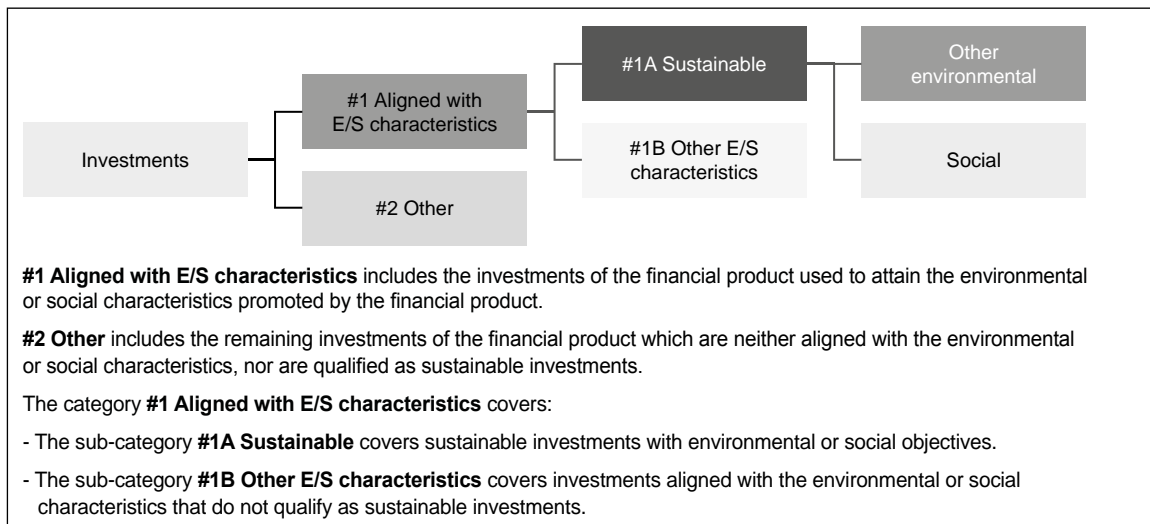 Investments
#1 Aligned with
E/S characteristics
#2 Other
#1A Sustainable
#1B Other E/S
characteristics
Other
environmental
Social
#1 Aligned with E/S characteristics includes the investments of the financial product used to attain the environmental
or social characteristics promoted by the financial product.
#2 Other includes the remaining investments of the financial product which are neither aligned with the environmental
or social characteristics, nor are qualified as sustainable investments.
The category #1 Aligned with E/S characteristics covers:
- The sub-category #1A Sustainable covers sustainable investments with environmental or social objectives.
- The sub-category #1B Other E/S characteristics covers investments aligned with the environmental or social
characteristics that do not qualify as sustainable investments.